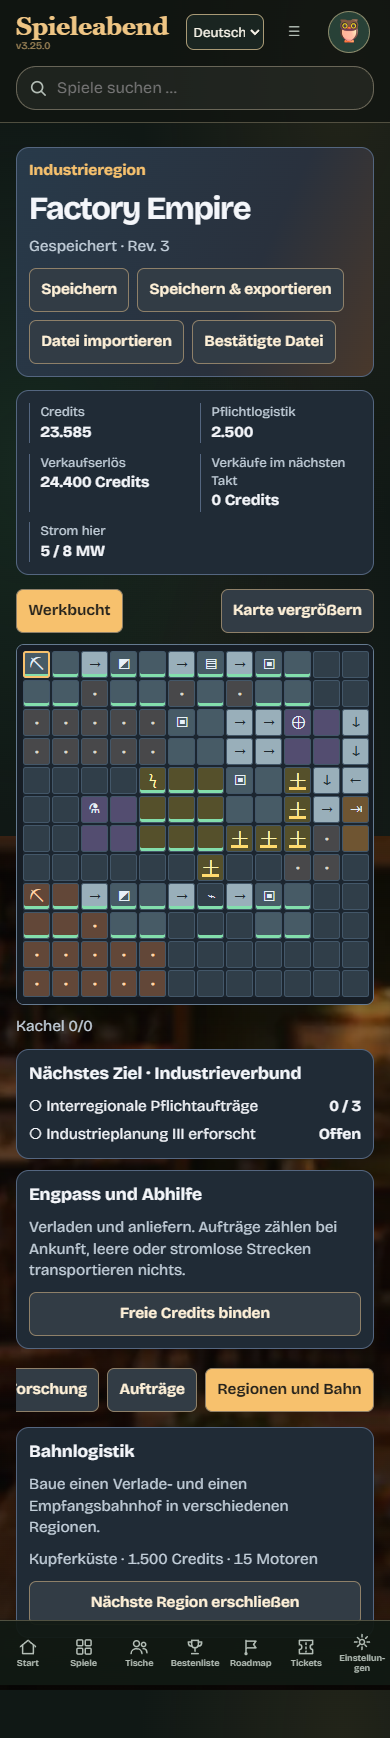 Spieleabend
v3.25.0
Deutsch
Spiele suchen ...
Industrieregion
Factory Empire
Gespeichert · Rev. 3
Speichern
Speichern & exportieren
Datei importieren
Bestätigte Datei
Credits
23.585
Pflichtlogistik
2.500
Verkaufserlös
24.400 Credits
Verkäufe im nächsten
Takt
0 Credits
Strom hier
5 / 8 MW
Werkbucht
Karte vergrößern
Kachel 0/0
Nächstes Ziel · Industrieverbund
Interregionale Pflichtaufträge 0 / 3
Industrieplanung III erforscht Offen
Engpass und Abhilfe
Verladen und anliefern. Aufträge zählen bei
Ankunft, leere oder stromlose Strecken
transportieren nichts.
Freie Credits binden
orschung
Aufträge
Regionen und Bahn
Bahnlogistik
Baue einen Verlade- und einen
Empfangsbahnhof in verschiedenen
Regionen.
Kupferküste · 1.500 Credits · 15 Motoren
Nächste Region erschließen
Start
Spiele
Tische
Bestenliste
Roadmap
Tickets
Einstellun-
gen